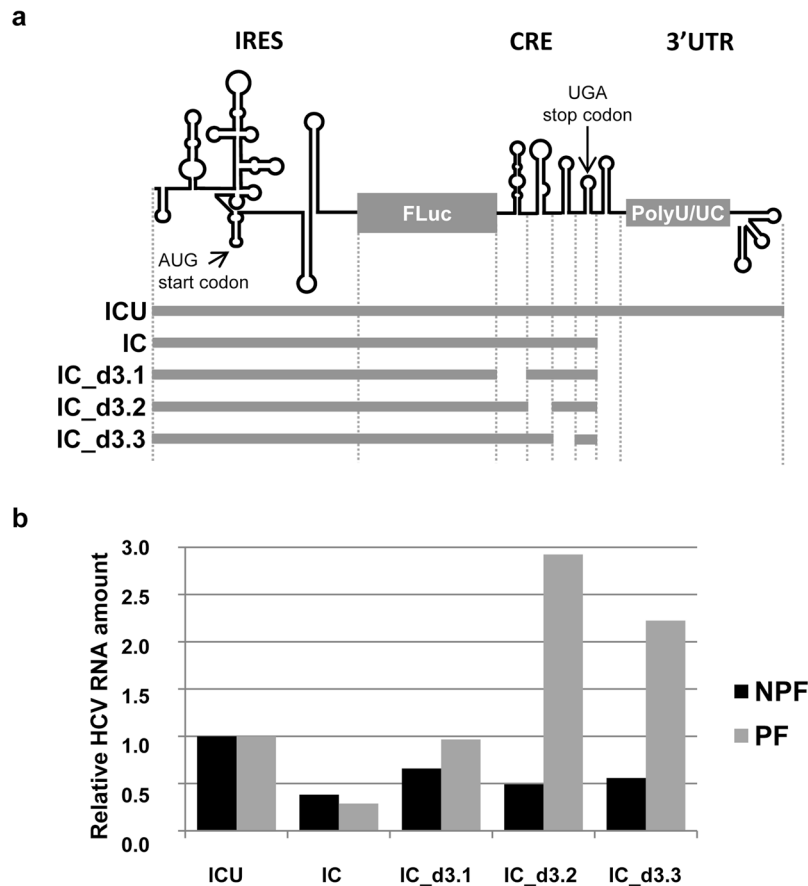 a
IRES
CRE
3’UTR
UGA
stop codon
FLuc
PolyU/UC
AUG
start codon
ICU
IC
IC_d3.1
IC_d3.2
IC_d3.3
b
Relative HCV RNA amount
3.0
2.5
2.0
1.5
1.0
0.5
0.0
NPF
PF
ICU
IC
IC_d3.1
IC_d3.2
IC_d3.3